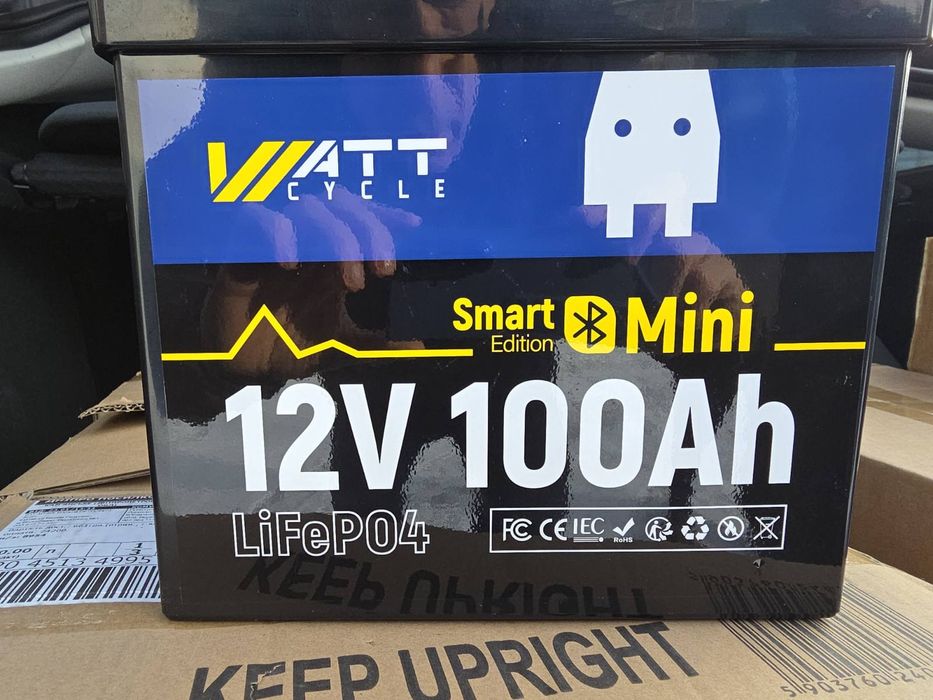 WATT
CYCLE
Smart
Edition
Mini
12V 100Ah
LiFePO4
FC CE IEC RoHS
KEEP UPRIGHT
KEEP UPRIGHT